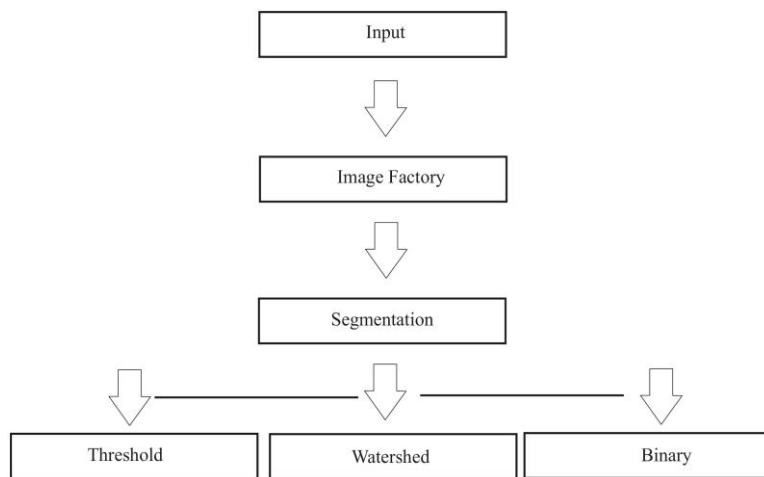 Input
Image Factory
Segmentation
Threshold
Watershed
Binary